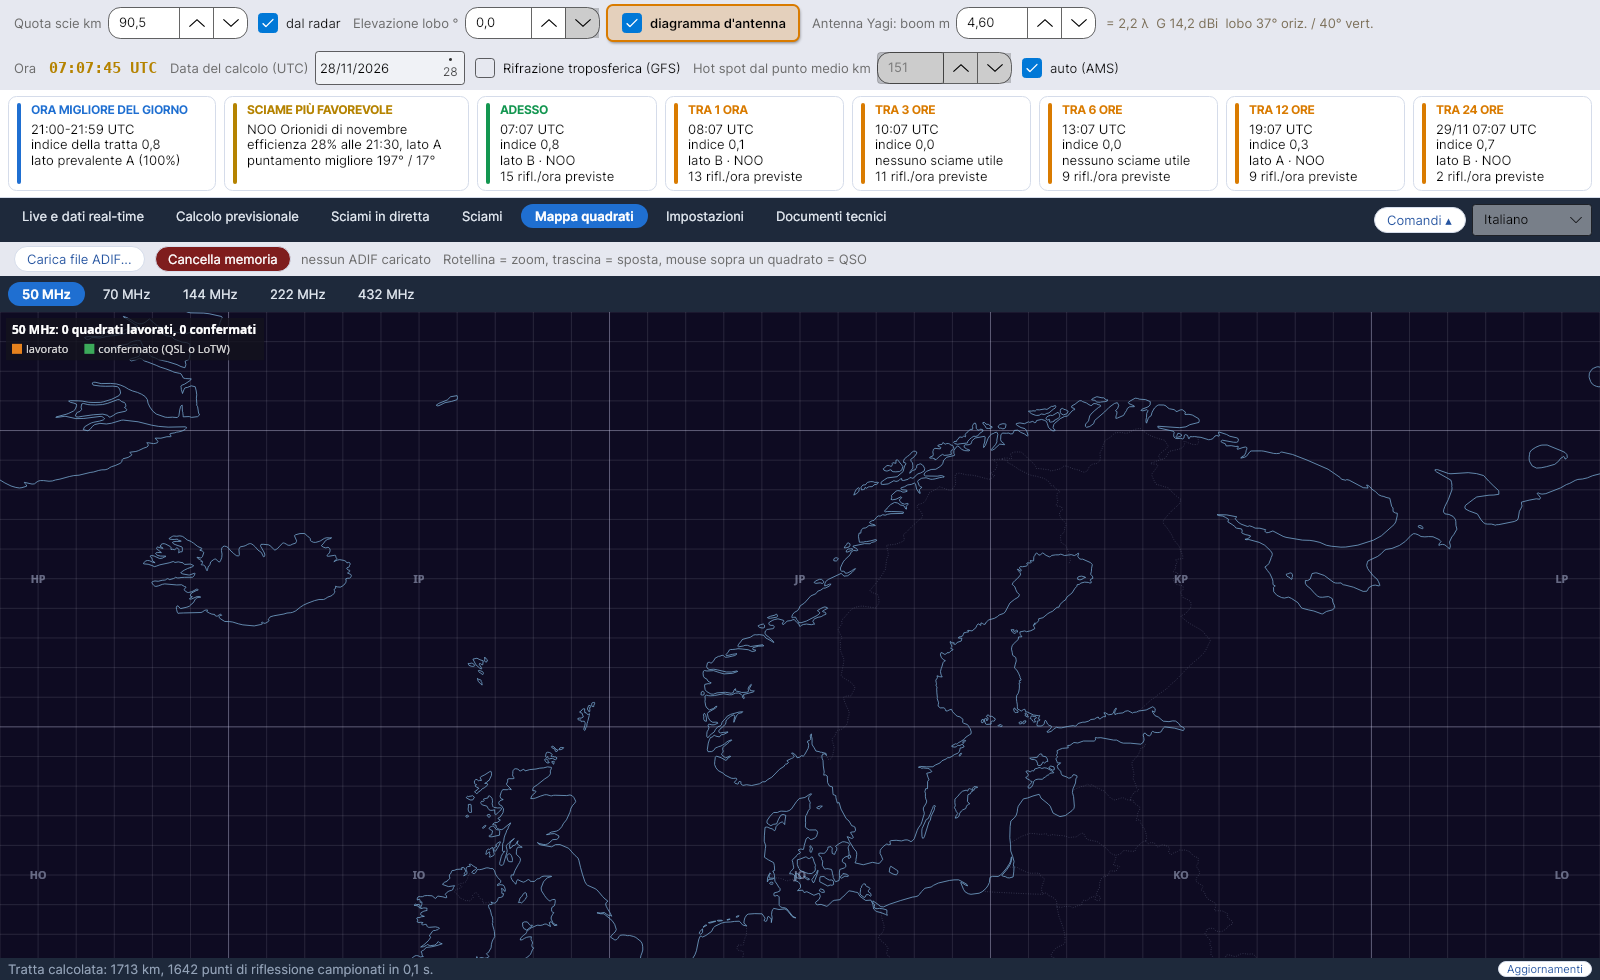 Quota scie km 90,5 dal radar Elevazione lobo ° 0,0 diagramma d'antenna Antenna Yagi: boom m 4,60 = 2,2 λ G 14,2 dBi lobo 37° oriz. / 40° vert.
Ora 07:07:45 UTC Data del calcolo (UTC) 28/11/2026 28 Rifrazione troposferica (GFS) Hot spot dal punto medio km 151 auto (AMS)
ORA MIGLIORE DEL GIORNO
21:00-21:59 UTC
indice della tratta 0,8
lato prevalente A (100%)
SCIAME PIÙ FAVOREVOLE
NOO Orionidi di novembre
efficienza 28% alle 21:30, lato A
puntamento migliore 197° / 17°
ADESSO
07:07 UTC
indice 0,8
lato B · NOO
15 rifl./ora previste
TRA 1 ORA
08:07 UTC
indice 0,1
lato B · NOO
13 rifl./ora previste
TRA 3 ORE
10:07 UTC
indice 0,0
nessuno sciame utile
11 rifl./ora previste
TRA 6 ORE
13:07 UTC
indice 0,0
nessuno sciame utile
9 rifl./ora previste
TRA 12 ORE
19:07 UTC
indice 0,3
lato A · NOO
9 rifl./ora previste
TRA 24 ORE
29/11 07:07 UTC
indice 0,7
lato B · NOO
2 rifl./ora previste
Live e dati real-time Calcolo previsionale Sciami in diretta Sciami Mappa quadrati Impostazioni Documenti tecnici Comandi ▴ Italiano
Carica file ADIF... Cancella memoria nessun ADIF caricato Rotellina = zoom, trascina = sposta, mouse sopra un quadrato = QSO
50 MHz 70 MHz 144 MHz 222 MHz 432 MHz
50 MHz: 0 quadrati lavorati, 0 confermati
lavorato confermato (QSL o LoTW)
HP IP JP KP LP
HO IO JO KO LO
Tratta calcolata: 1713 km, 1642 punti di riflessione campionati in 0,1 s. Aggiornamenti